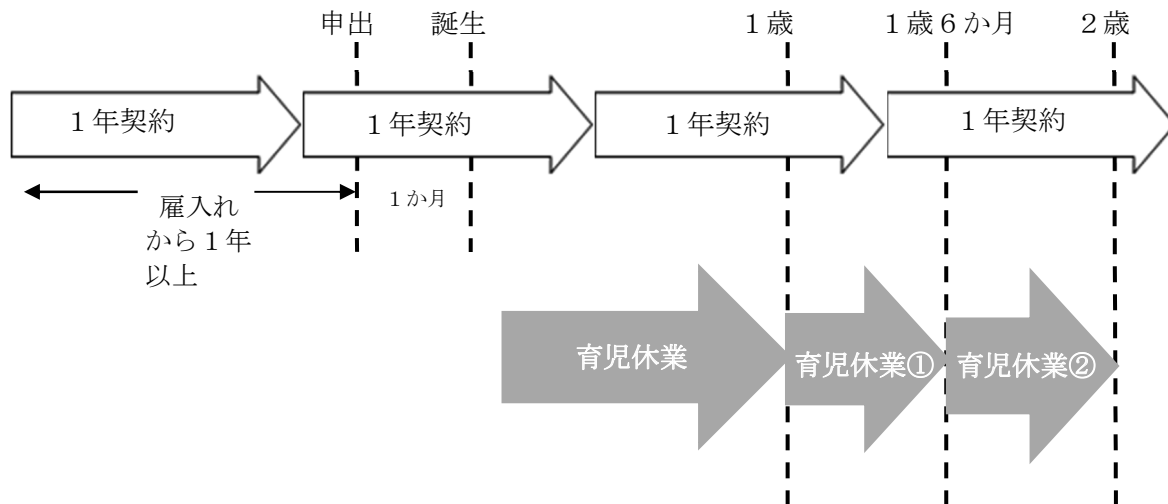 申出 誕生 １歳 １歳６か月 ２歳
１年契約 １年契約 １年契約 １年契約
雇入れ
から１年
以上
１か月
育児休業 育児休業① 育児休業②